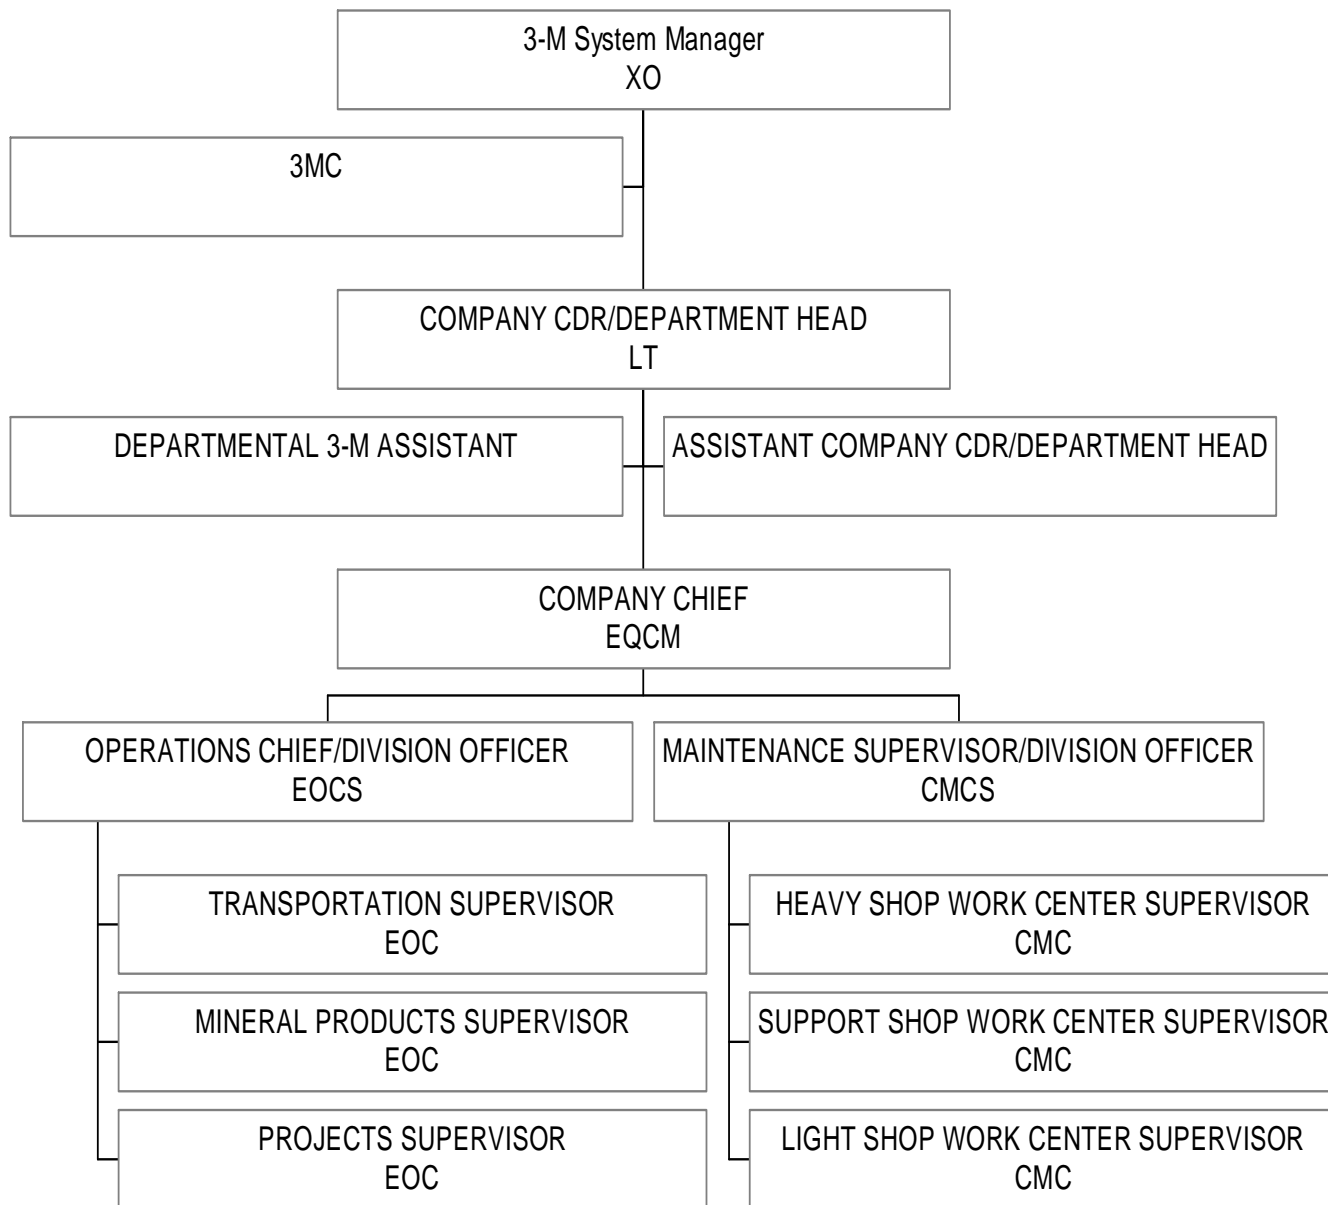 3-M System Manager
XO
3MC
COMPANY CDR/DEPARTMENT HEAD
LT
DEPARTMENTAL 3-M ASSISTANT
ASSISTANT COMPANY CDR/DEPARTMENT HEAD
COMPANY CHIEF
EQCM
OPERATIONS CHIEF/DIVISION OFFICER
EOCS
TRANSPORTATION SUPERVISOR
EOC
MINERAL PRODUCTS SUPERVISOR
EOC
PROJECTS SUPERVISOR
EOC
MAINTENANCE SUPERVISOR/DIVISION OFFICER
CMCS
HEAVY SHOP WORK CENTER SUPERVISOR
CMC
SUPPORT SHOP WORK CENTER SUPERVISOR
CMC
LIGHT SHOP WORK CENTER SUPERVISOR
CMC